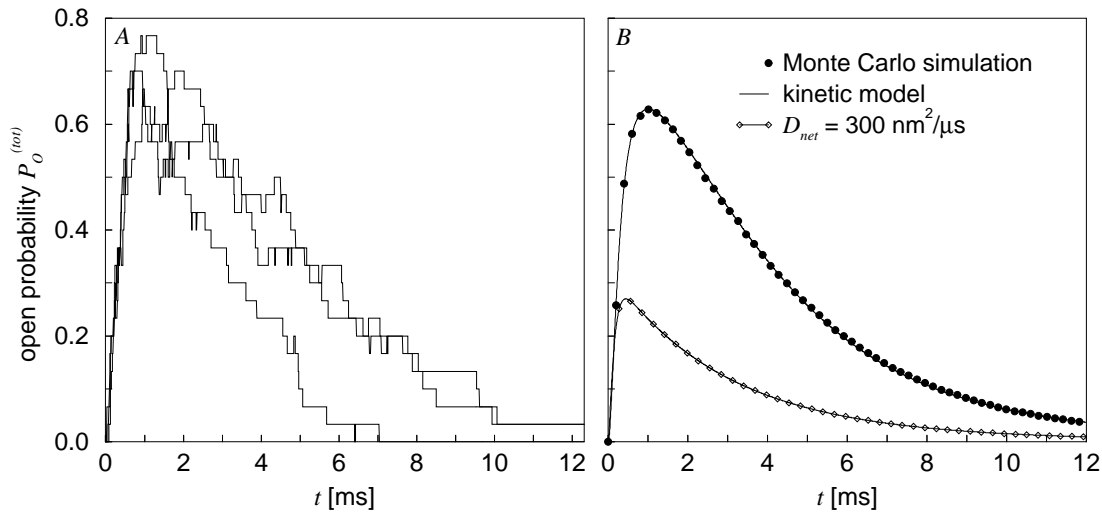 A
B
Monte Carlo simulation
kinetic model
D_net = 300 nm²/μs
open probability P_O^(tot)
0.8
0.6
0.4
0.2
0.0
0 2 4 6 8 10 12
0 2 4 6 8 10 12
t [ms]
t [ms]